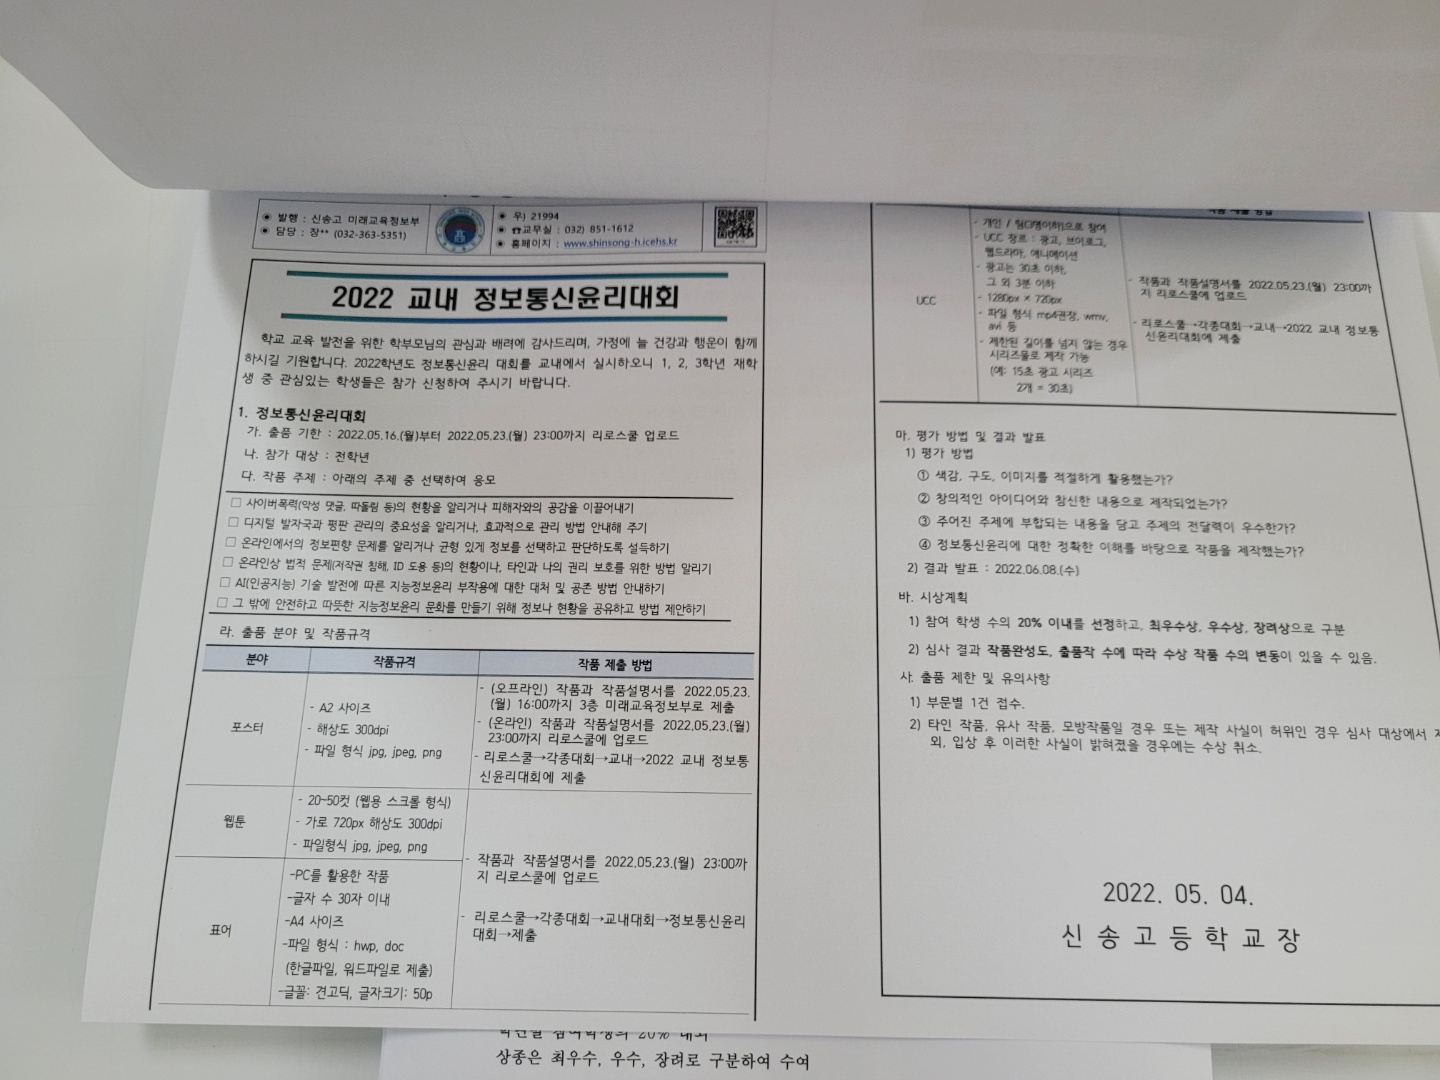 ◉ 발행 : 신송고 미래교육정보부
◉ 담당 : 장** (032-363-5351)
◉ 우) 21994
◉ ☎교무실 : 032) 851-1612
◉ 홈페이지 : www.shinsong-h.icehs.kr
2022 교내 정보통신윤리대회
학교 교육 발전을 위한 학부모님의 관심과 배려에 감사드리며, 가정에 늘 건강과 행운이 함께
하시길 기원합니다. 2022학년도 정보통신윤리 대회를 교내에서 실시하오니 1, 2, 3학년 재학
생 중 관심있는 학생들은 참가 신청하여 주시기 바랍니다.
1. 정보통신윤리대회
가. 출품 기한 : 2022.05.16.(월)부터 2022.05.23.(월) 23:00까지 리로스쿨 업로드
나. 참가 대상 : 전학년
다. 작품 주제 : 아래의 주제 중 선택하여 응모
□ 사이버폭력(악성 댓글, 따돌림 등)의 현황을 알리거나 피해자와의 공감을 이끌어내기
□ 디지털 발자국과 평판 관리의 중요성을 알리거나, 효과적으로 관리 방법 안내해 주기
□ 온라인에서의 정보편향 문제를 알리거나 균형 있게 정보를 선택하고 판단하도록 설득하기
□ 온라인상 법적 문제(저작권 침해, ID 도용 등)의 현황이나, 타인과 나의 권리 보호를 위한 방법 알리기
□ AI(인공지능) 기술 발전에 따른 지능정보윤리 부작용에 대한 대처 및 공존 방법 안내하기
□ 그 밖에 안전하고 따뜻한 지능정보윤리 문화를 만들기 위해 정보나 현황을 공유하고 방법 제안하기
라. 출품 분야 및 작품규격
분야 작품규격 작품 제출 방법
포스터
- A2 사이즈
- 해상도 300dpi
- 파일 형식 jpg, jpeg, png
- (오프라인) 작품과 작품설명서를 2022.05.23.
(월) 16:00까지 3층 미래교육정보부로 제출
- (온라인) 작품과 작품설명서를 2022.05.23.(월)
23:00까지 리로스쿨에 업로드
- 리로스쿨→각종대회→교내→2022 교내 정보통
신윤리대회에 제출
웹툰
- 20~50컷 (웹용 스크롤 형식)
- 가로 720px 해상도 300dpi
- 파일형식 jpg, jpeg, png
표어
-PC를 활용한 작품
-글자 수 30자 이내
-A4 사이즈
-파일 형식 : hwp, doc
(한글파일, 워드파일로 제출)
-글꼴: 견고딕, 글자크기: 50p
- 작품과 작품설명서를 2022.05.23.(월) 23:00까
지 리로스쿨에 업로드
- 리로스쿨→각종대회→교내대회→정보통신윤리
대회→제출
UCC
- 개인 / 팀(2명이하)으로 참여
- UCC 장르 : 광고, 브이로그,
웹드라마, 애니메이션
- 광고는 30초 이하,
그 외 3분 이하
- 1280px × 720px
- 파일 형식 mp4권장, wmv,
avi 등
- 제한된 길이를 넘지 않는 경우
시리즈물로 제작 가능
(예: 15초 광고 시리즈
2개 = 30초)
- 작품과 작품설명서를 2022.05.23.(월) 23:00까
지 리로스쿨에 업로드
- 리로스쿨→각종대회→교내→2022 교내 정보통
신윤리대회에 제출
마. 평가 방법 및 결과 발표
1) 평가 방법
① 색감, 구도, 이미지를 적절하게 활용했는가?
② 창의적인 아이디어와 참신한 내용으로 제작되었는가?
③ 주어진 주제에 부합되는 내용을 담고 주제의 전달력이 우수한가?
④ 정보통신윤리에 대한 정확한 이해를 바탕으로 작품을 제작했는가?
2) 결과 발표 : 2022.06.08.(수)
바. 시상계획
1) 참여 학생 수의 20% 이내를 선정하고, 최우수상, 우수상, 장려상으로 구분
2) 심사 결과 작품완성도, 출품작 수에 따라 수상 작품 수의 변동이 있을 수 있음.
사. 출품 제한 및 유의사항
1) 부문별 1건 접수.
2) 타인 작품, 유사 작품, 모방작품일 경우 또는 제작 사실이 허위인 경우 심사 대상에서
외, 입상 후 이러한 사실이 밝혀졌을 경우에는 수상 취소.
2022. 05. 04.
신송고등학교장
상종은 최우수, 우수, 장려로 구분하여 수여